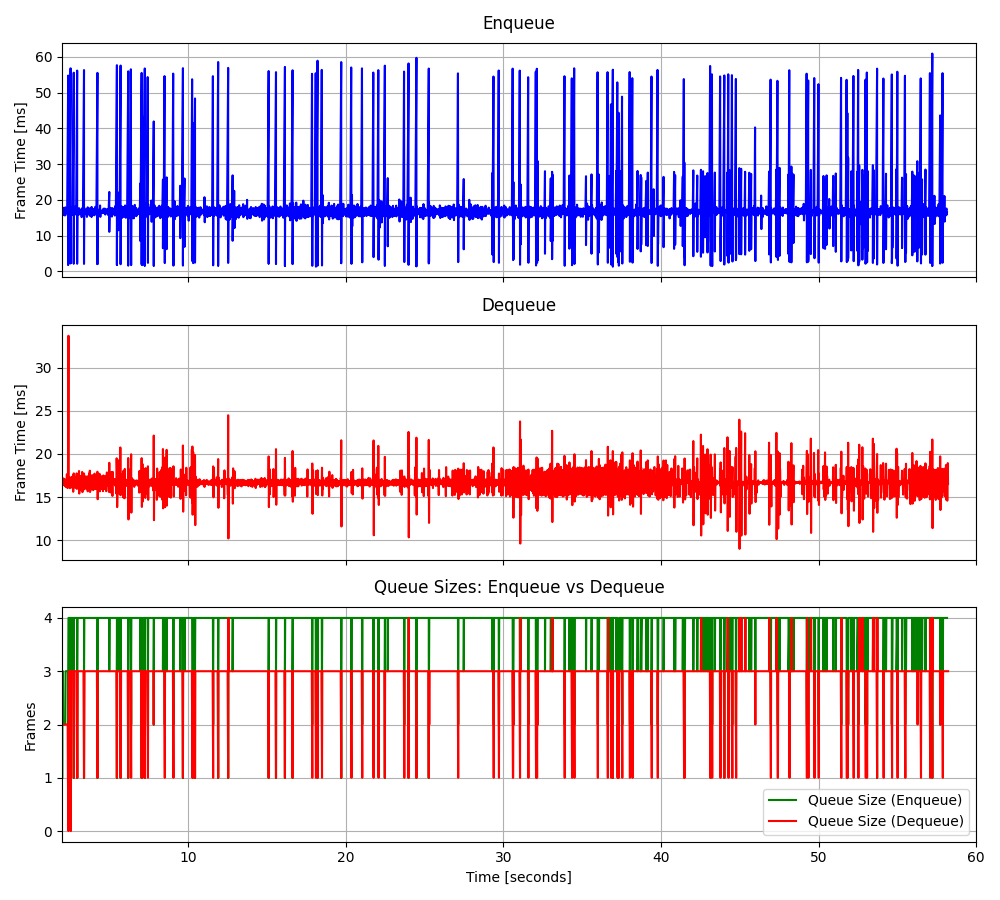 Enqueue
Frame Time [ms]
60
50
40
30
20
10
0
Dequeue
Frame Time [ms]
30
25
20
15
10
Queue Sizes: Enqueue vs Dequeue
Frames
4
3
2
1
0
Queue Size (Enqueue)
Queue Size (Dequeue)
10 20 30 40 50 60
Time [seconds]